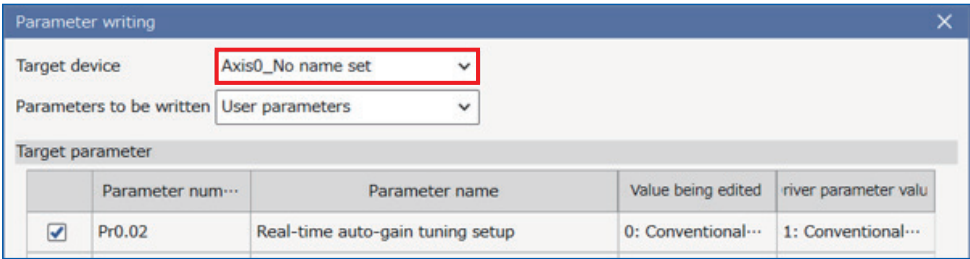 Parameter writing
Target device Axis0_No name set
Parameters to be written User parameters
Target parameter
Parameter num… Parameter name Value being edited river parameter valu
Pr0.02 Real-time auto-gain tuning setup 0: Conventional… 1: Conventional…